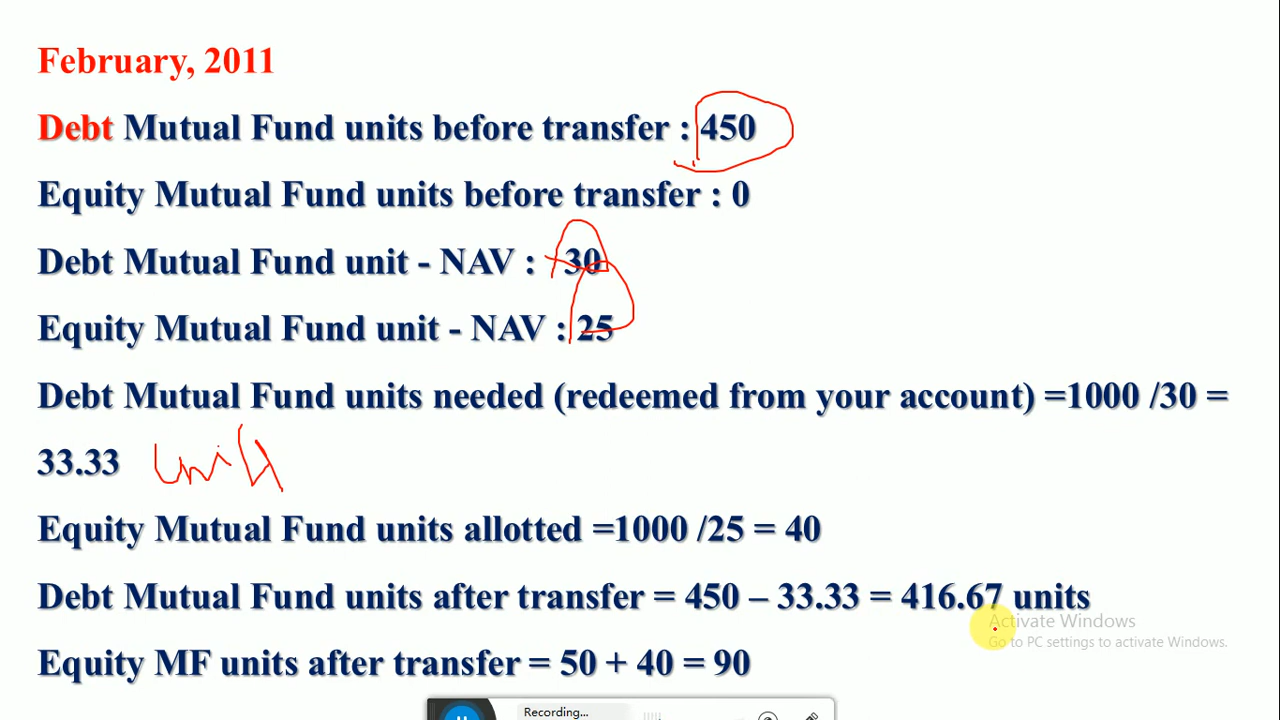 February, 2011
Debt Mutual Fund units before transfer : 450
Equity Mutual Fund units before transfer : 0
Debt Mutual Fund unit - NAV : 30
Equity Mutual Fund unit - NAV : 25
Debt Mutual Fund units needed (redeemed from your account) =1000 /30 =
33.33 units
Equity Mutual Fund units allotted =1000 /25 = 40
Debt Mutual Fund units after transfer = 450 – 33.33 = 416.67 units
Activate Windows
Go to PC settings to activate Windows.
Equity MF units after transfer = 50 + 40 = 90
Recording...